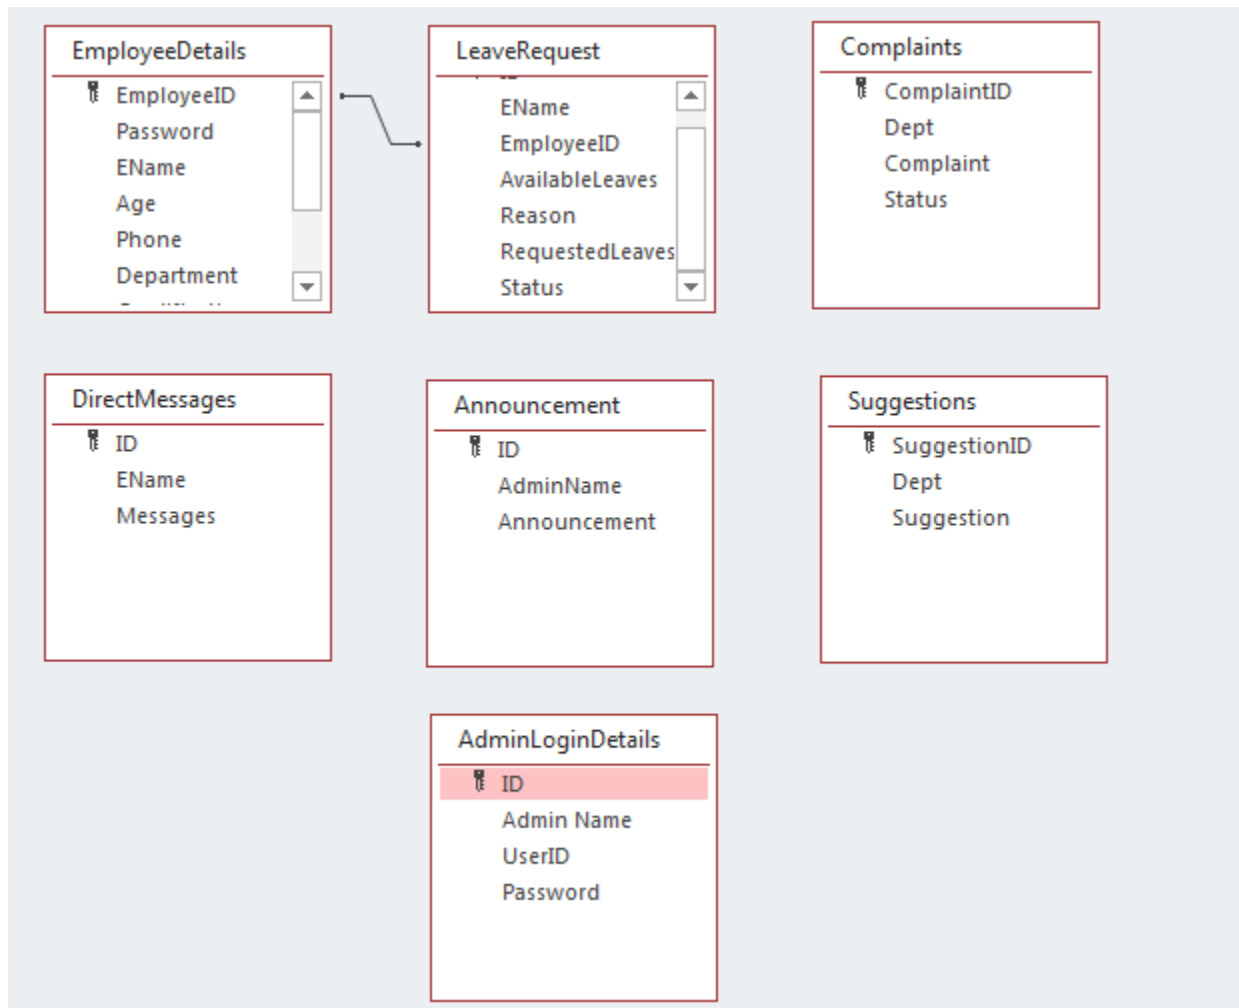 EmployeeDetails
EmployeeID
Password
EName
Age
Phone
Department
LeaveRequest
EName
EmployeeID
AvailableLeaves
Reason
RequestedLeaves
Status
Complaints
ComplaintID
Dept
Complaint
Status
DirectMessages
ID
EName
Messages
Announcement
ID
AdminName
Announcement
Suggestions
SuggestionID
Dept
Suggestion
AdminLoginDetails
ID
Admin Name
UserID
Password